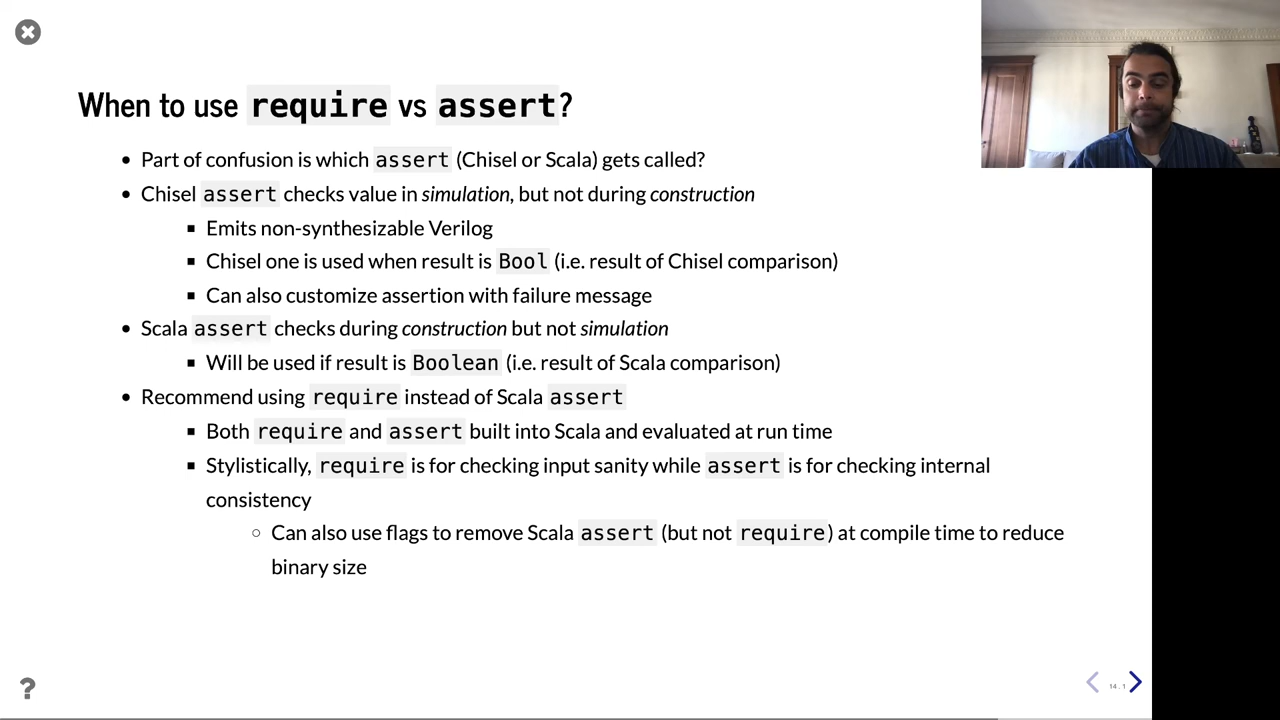 When to use require vs assert?
Part of confusion is which assert (Chisel or Scala) gets called?
Chisel assert checks value in simulation, but not during construction
Emits non-synthesizable Verilog
Chisel one is used when result is Bool (i.e. result of Chisel comparison)
Can also customize assertion with failure message
Scala assert checks during construction but not simulation
Will be used if result is Boolean (i.e. result of Scala comparison)
Recommend using require instead of Scala assert
Both require and assert built into Scala and evaluated at run time
Stylistically, require is for checking input sanity while assert is for checking internal
consistency
Can also use flags to remove Scala assert (but not require) at compile time to reduce
binary size
?
14 . 1